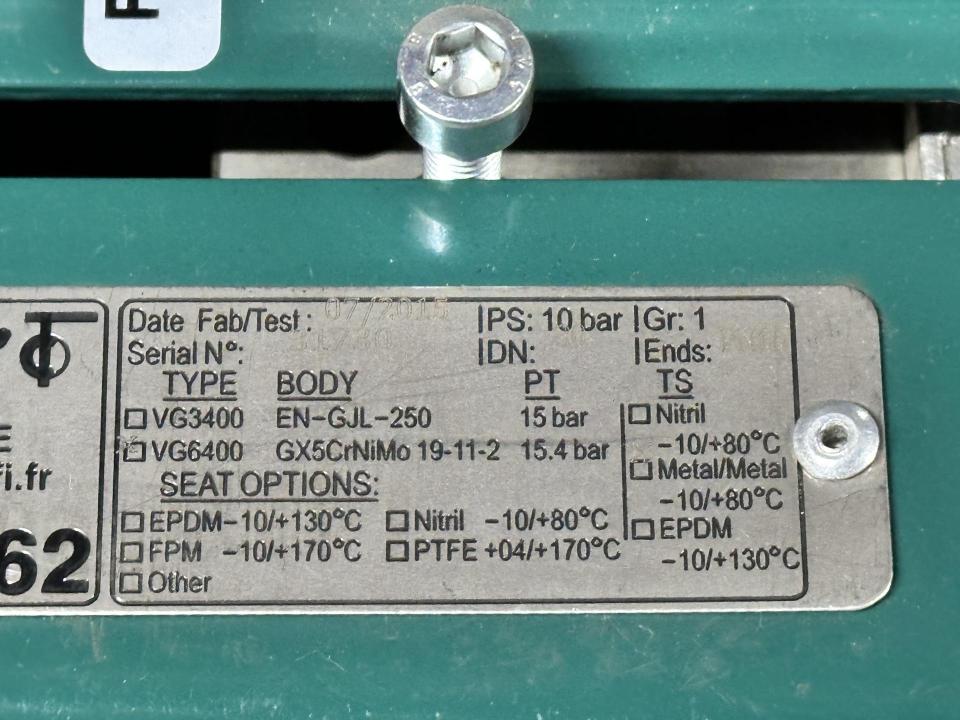 Date Fab/Test: 07/2015 PS: 10 bar Gr: 1
Serial N°: DN: Ends:
TYPE BODY PT TS
VG3400 EN-GJL-250 15 bar Nitril
-10/+80°C
VG6400 GX5CrNiMo 19-11-2 15.4 bar
Metal/Metal
-10/+80°C
SEAT OPTIONS:
EPDM-10/+130°C Nitril -10/+80°C EPDM
-10/+130°C
FPM -10/+170°C PTFE +04/+170°C
Other
fi.fr
62